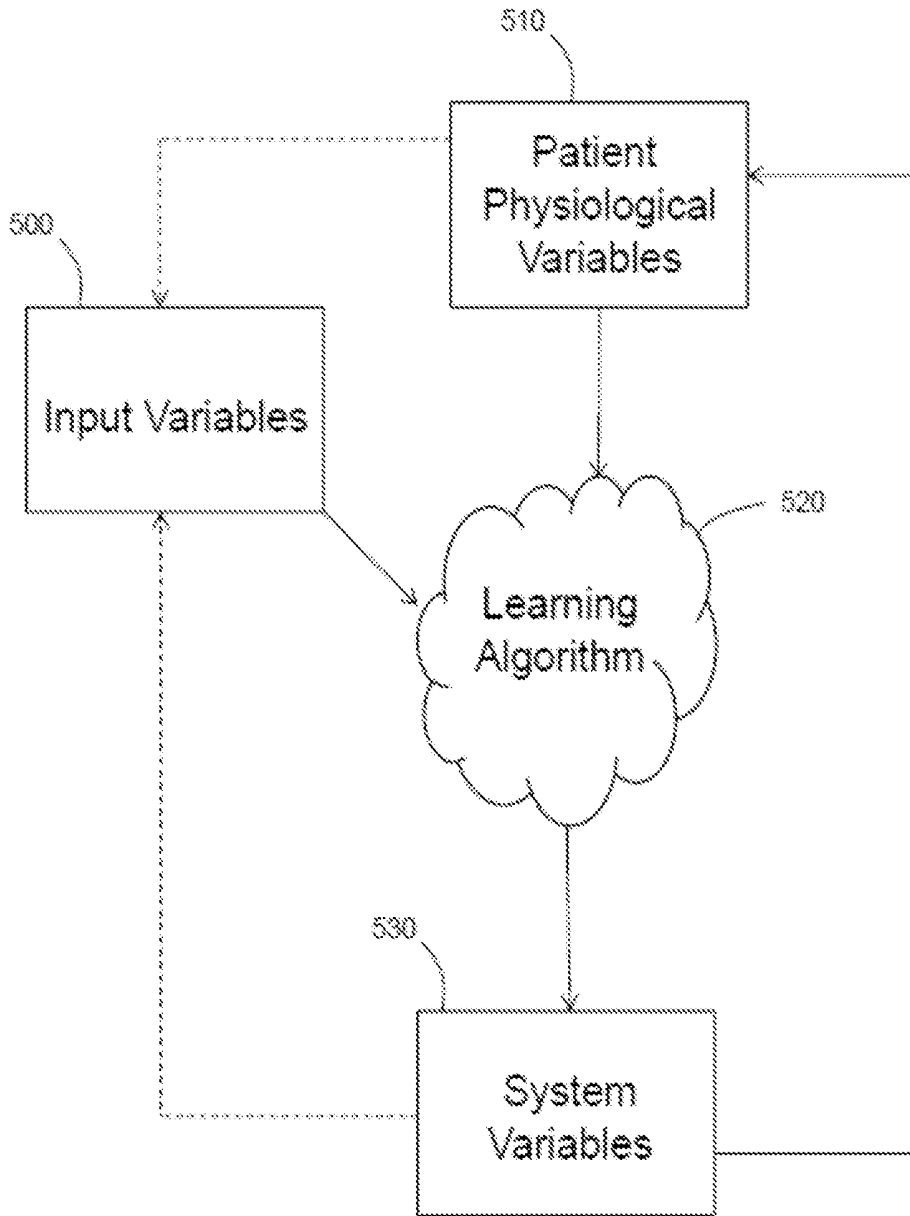 510
Patient
Physiological
Variables
500
Input Variables
520
Learning
Algorithm
530
System
Variables